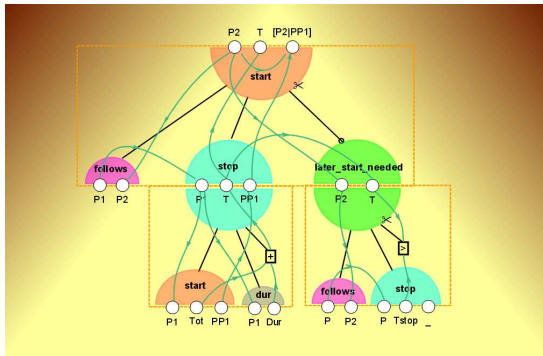 P2 T [P2|PP1]
start
follows
stop
later_start_needed
P1 P2
P' T PP1
P2 T
+
>
start
dur
follows
stop
P1 Tot PP1
P1 Dur
P P2
P Tstop _